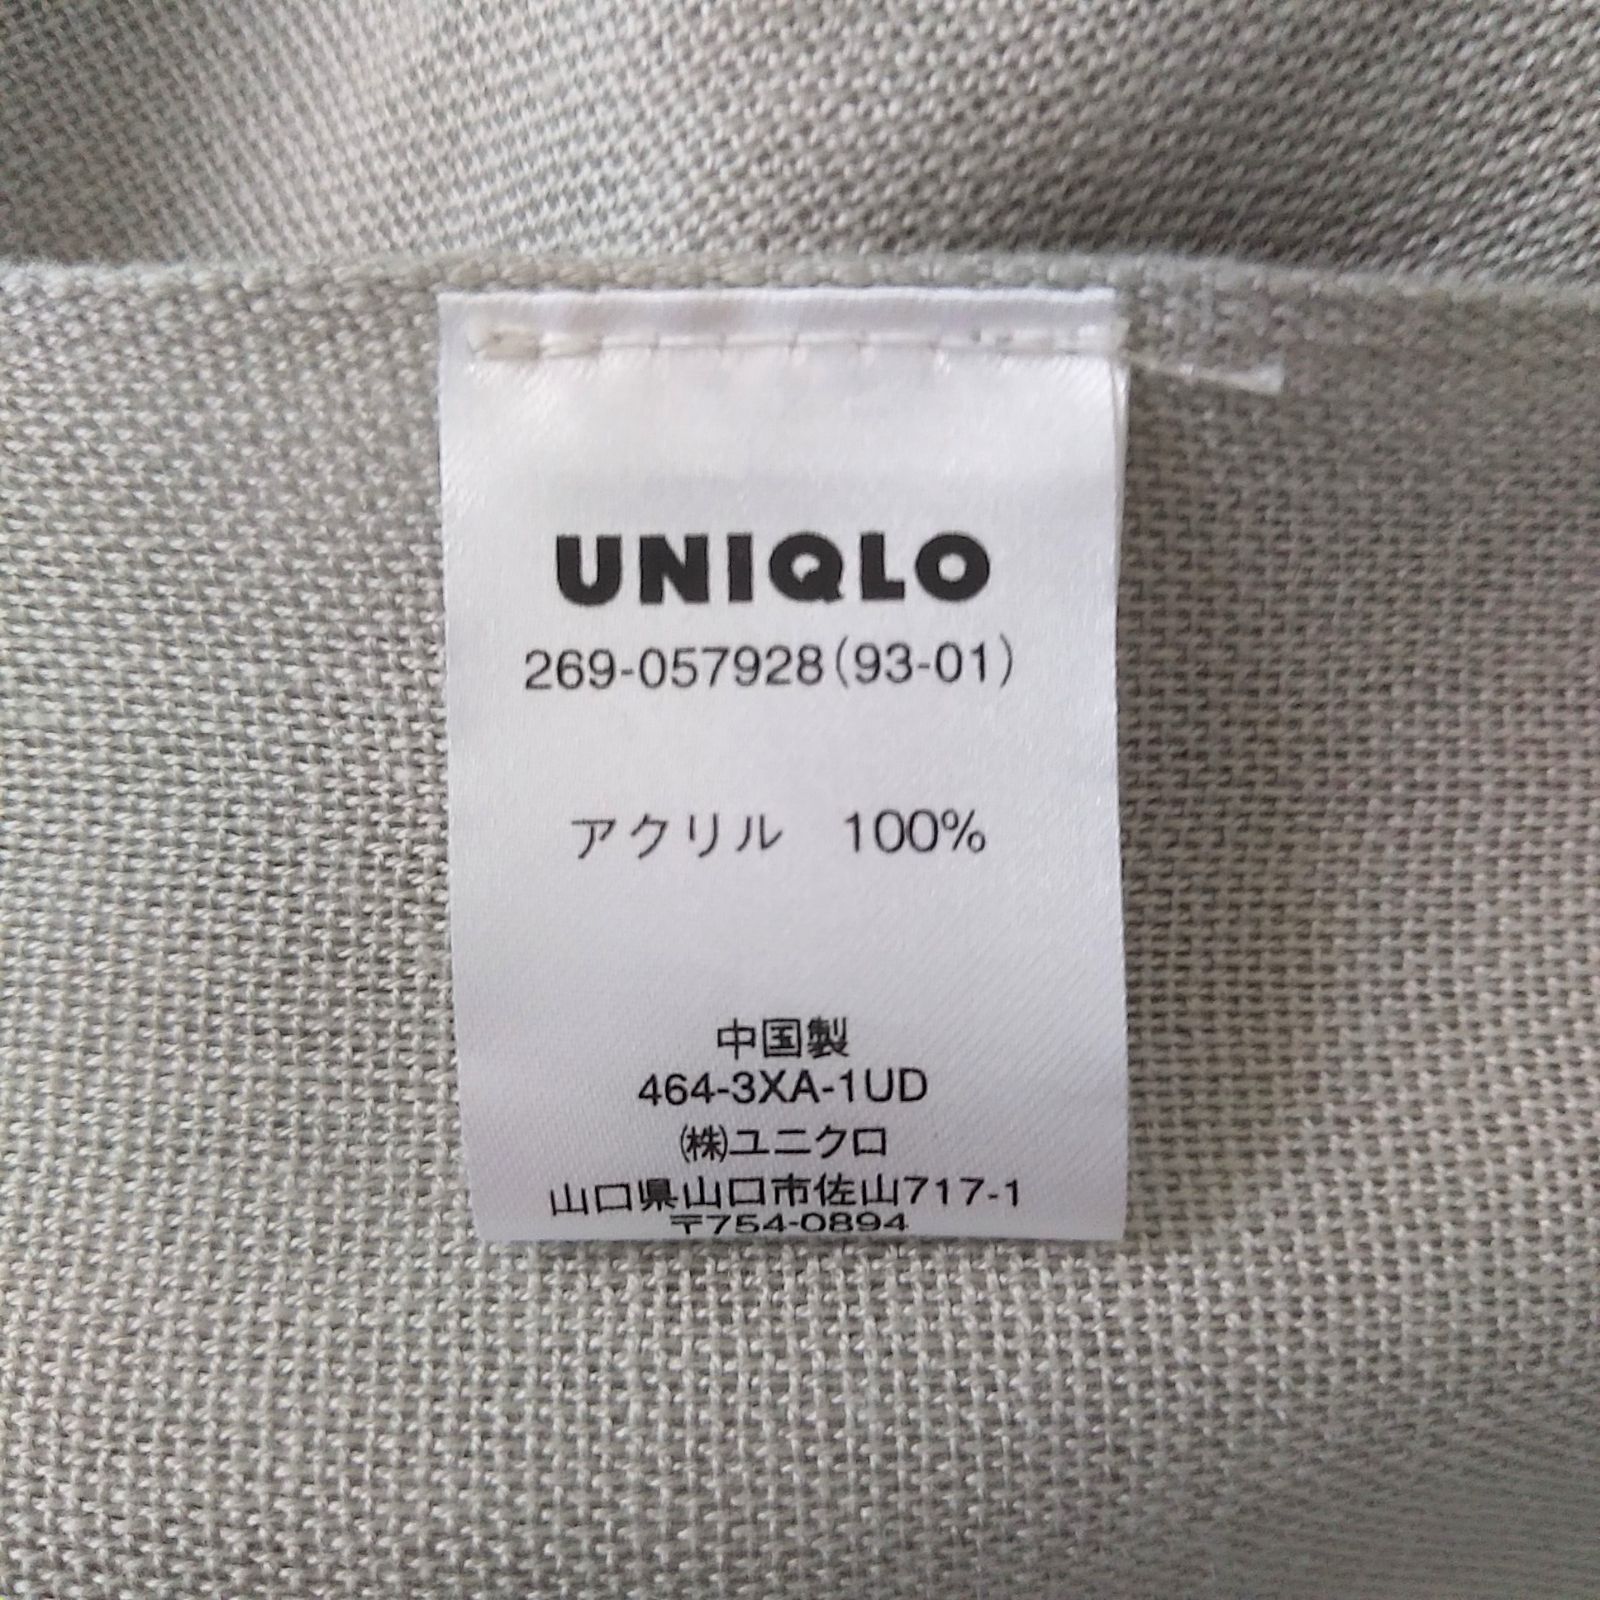 UNIQLO
269-057928(93-01)
アクリル 100%
中国製
464-3XA-1UD
㈱ユニクロ
山口県山口市佐山717-1
〒754-0894